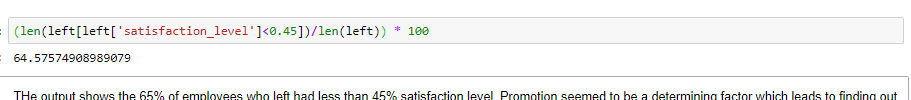 (len(left[left['satisfaction_level']<0.45])/len(left)) * 100
64.57574908989079
THe output shows the 65% of employees who left had less than 45% satisfaction level. Promotion seemed to be a determining factor which leads to finding out